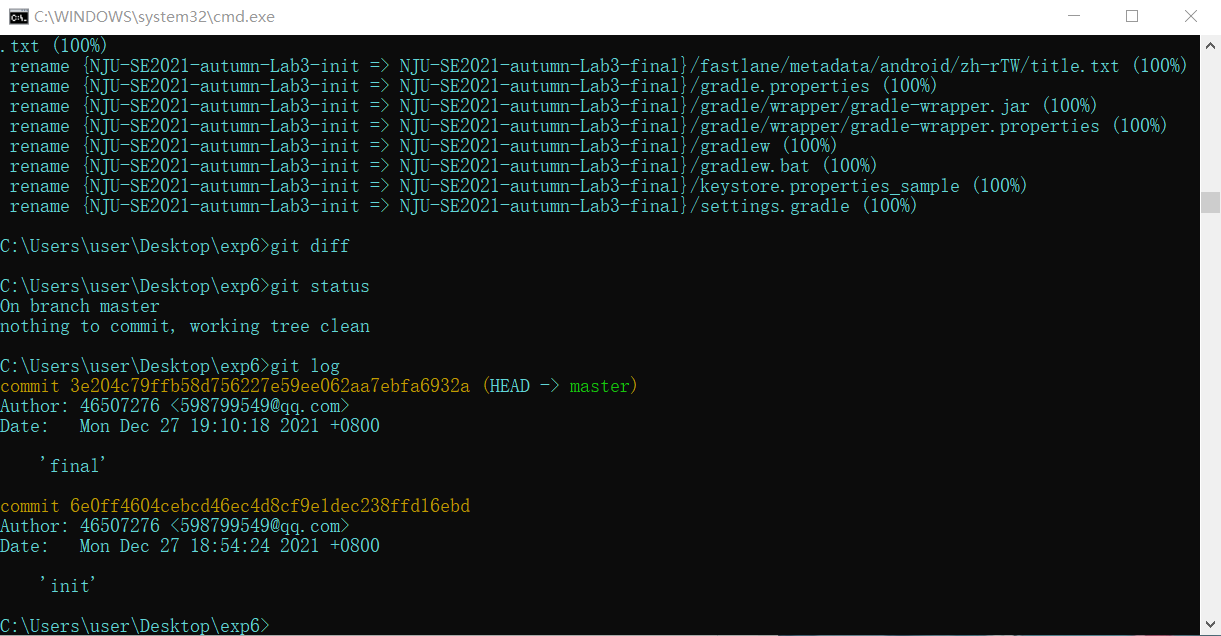 C:\WINDOWS\system32\cmd.exe
.txt (100%)
 rename {NJU-SE2021-autumn-Lab3-init => NJU-SE2021-autumn-Lab3-final}/fastlane/metadata/android/zh-rTW/title.txt (100%)
 rename {NJU-SE2021-autumn-Lab3-init => NJU-SE2021-autumn-Lab3-final}/gradle.properties (100%)
 rename {NJU-SE2021-autumn-Lab3-init => NJU-SE2021-autumn-Lab3-final}/gradle/wrapper/gradle-wrapper.jar (100%)
 rename {NJU-SE2021-autumn-Lab3-init => NJU-SE2021-autumn-Lab3-final}/gradle/wrapper/gradle-wrapper.properties (100%)
 rename {NJU-SE2021-autumn-Lab3-init => NJU-SE2021-autumn-Lab3-final}/gradlew (100%)
 rename {NJU-SE2021-autumn-Lab3-init => NJU-SE2021-autumn-Lab3-final}/gradlew.bat (100%)
 rename {NJU-SE2021-autumn-Lab3-init => NJU-SE2021-autumn-Lab3-final}/keystore.properties_sample (100%)
 rename {NJU-SE2021-autumn-Lab3-init => NJU-SE2021-autumn-Lab3-final}/settings.gradle (100%)
C:\Users\user\Desktop\exp6>git diff
C:\Users\user\Desktop\exp6>git status
On branch master
nothing to commit, working tree clean
C:\Users\user\Desktop\exp6>git log
commit 3e204c79ffb58d756227e59ee062aa7ebfa6932a (HEAD -> master)
Author: 46507276 <598799549@qq.com>
Date:   Mon Dec 27 19:10:18 2021 +0800
    'final'
commit 6e0ff4604cebcd46ec4d8cf9e1dec238ffd16ebd
Author: 46507276 <598799549@qq.com>
Date:   Mon Dec 27 18:54:24 2021 +0800
    'init'
C:\Users\user\Desktop\exp6>